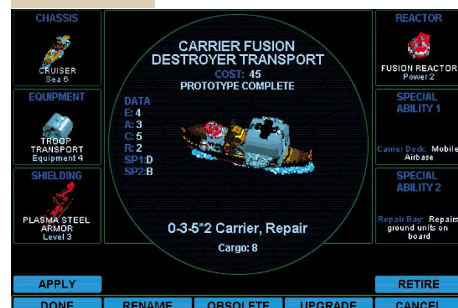 CHASSIS
CRUISER
Sea 6
EQUIPMENT
TROOP
TRANSPORT
Equipment 4
SHIELDING
PLASMA STEEL
ARMOR
Level 3
CARRIER FUSION
DESTROYER TRANSPORT
COST: 45
PROTOTYPE COMPLETE
DATA
E: 4
A: 3
C: 5
R: 2
SP1:D
SP2:B
0-3-5*2 Carrier, Repair
Cargo: 8
REACTOR
FUSION REACTOR
Power 2
SPECIAL
ABILITY 1
Carrier Deck: Mobile
Airbase
SPECIAL
ABILITY 2
Repair Bay: Repairs
ground units on
board
APPLY
RETIRE
DONE
RENAME
OBSOLETE
UPGRADE
CANCEL